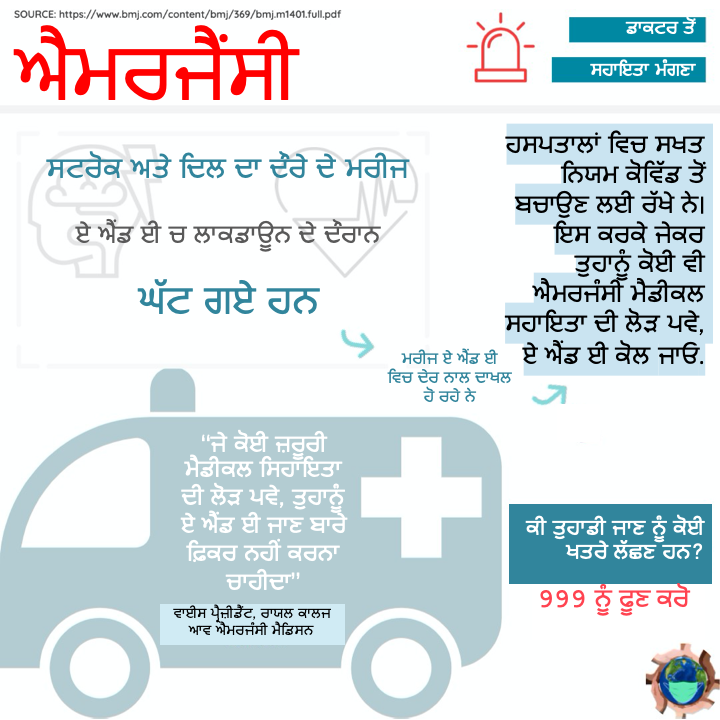 SOURCE: https://www.bmj.com/content/bmj/369/bmj.m1401.full.pdf
ਐਮਰਜੈਂਸੀ
ਡਾਕਟਰ ਤੋਂ
ਸਹਾਇਤਾ ਮੰਗਣਾ
ਸਟਰੋਕ ਅਤੇ ਦਿਲ ਦਾ ਦੌਰੇ ਦੇ ਮਰੀਜ
ਏ ਐਂਡ ਈ ਚ ਲਾਕਡਾਊਨ ਦੇ ਦੌਰਾਨ
ਘੱਟ ਗਏ ਹਨ
ਮਰੀਜ ਏ ਐਂਡ ਈ
ਵਿਚ ਦੇਰ ਨਾਲ ਦਾਖਲ
ਹੋ ਰਹੇ ਨੇ
ਹਸਪਤਾਲਾਂ ਵਿਚ ਸਖਤ
ਨਿਯਮ ਕੋਵਿੱਡ ਤੋਂ
ਬਚਾਉਣ ਲਈ ਰੱਖੇ ਨੇ।
ਇਸ ਕਰਕੇ ਜੇਕਰ
ਤੁਹਾਨੂੰ ਕੋਈ ਵੀ
ਐਮਰਜੰਸੀ ਮੈਡੀਕਲ
ਸਹਾਇਤਾ ਦੀ ਲੋੜ ਪਵੇ,
ਏ ਐਂਡ ਈ ਕੋਲ ਜਾਓ.
“ਜੇ ਕੋਈ ਜ਼ਰੂਰੀ
ਮੈਡੀਕਲ ਸਿਹਾਇਤਾ
ਦੀ ਲੋੜ ਪਵੇ, ਤੁਹਾਨੂੰ
ਏ ਐਂਡ ਈ ਜਾਣ ਬਾਰੇ
ਫ਼ਿਕਰ ਨਹੀਂ ਕਰਨਾ
ਚਾਹੀਦਾ”
ਵਾਈਸ ਪ੍ਰੈਜ਼ੀਡੈਂਟ, ਰਾਯਲ ਕਾਲਜ
ਆਵ ਐਮਰਜੰਸੀ ਮੈਡਿਸਨ
ਕੀ ਤੁਹਾਡੀ ਜਾਣ ਨੂੰ ਕੋਈ
ਖਤਰੇ ਲੱਛਣ ਹਨ?
999 ਨੂੰ ਫੂਣ ਕਰੋ